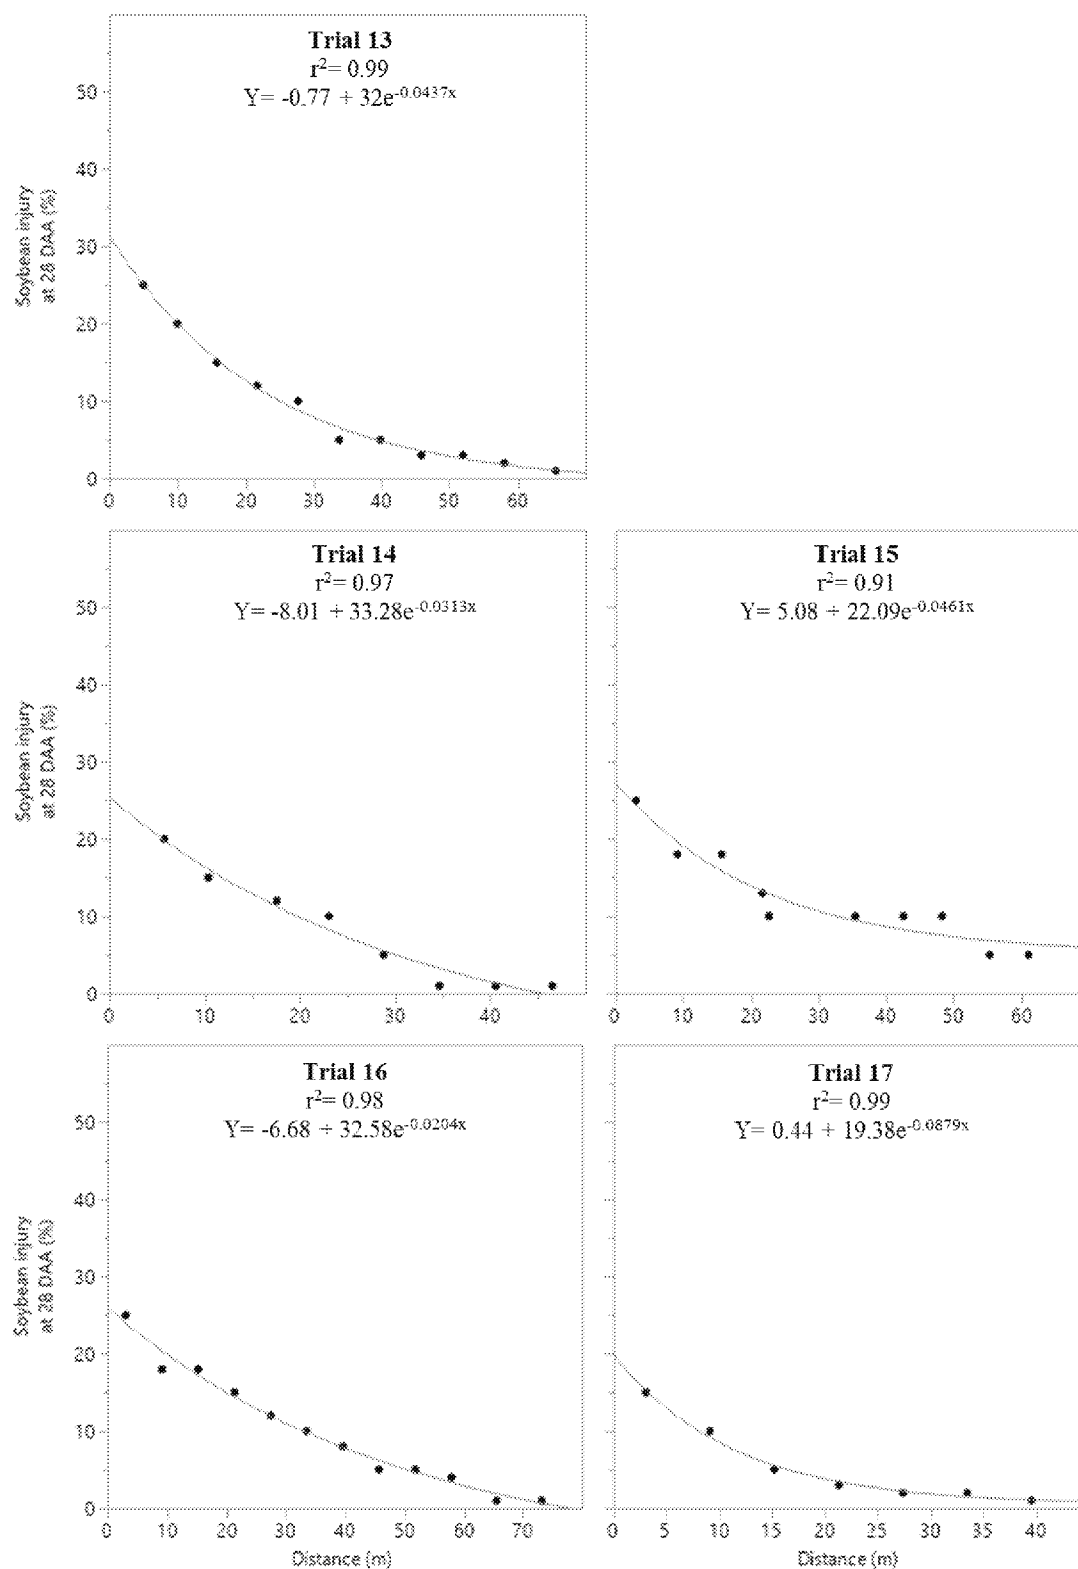 Trial 13
r²= 0.99
Y= -0.77 + 32e^-0.0437x
Soybean injury
at 28 DAA (%)
50
40
30
20
10
0
0 10 20 30 40 50 60
Trial 14
r²= 0.97
Y= -8.01 + 33.28e^-0.0313x
Soybean injury
at 28 DAA (%)
50
40
30
20
10
0
0 10 20 30 40
Trial 15
r²= 0.91
Y= 5.08 + 22.09e^-0.0461x
0 10 20 30 40 50 60
Trial 16
r²= 0.98
Y= -6.68 + 32.58e^-0.0204x
Soybean injury
at 28 DAA (%)
50
40
30
20
10
0
0 10 20 30 40 50 60 70
Distance (m)
Trial 17
r²= 0.99
Y= 0.44 + 19.38e^-0.0879x
0 5 10 15 20 25 30 35 40
Distance (m)